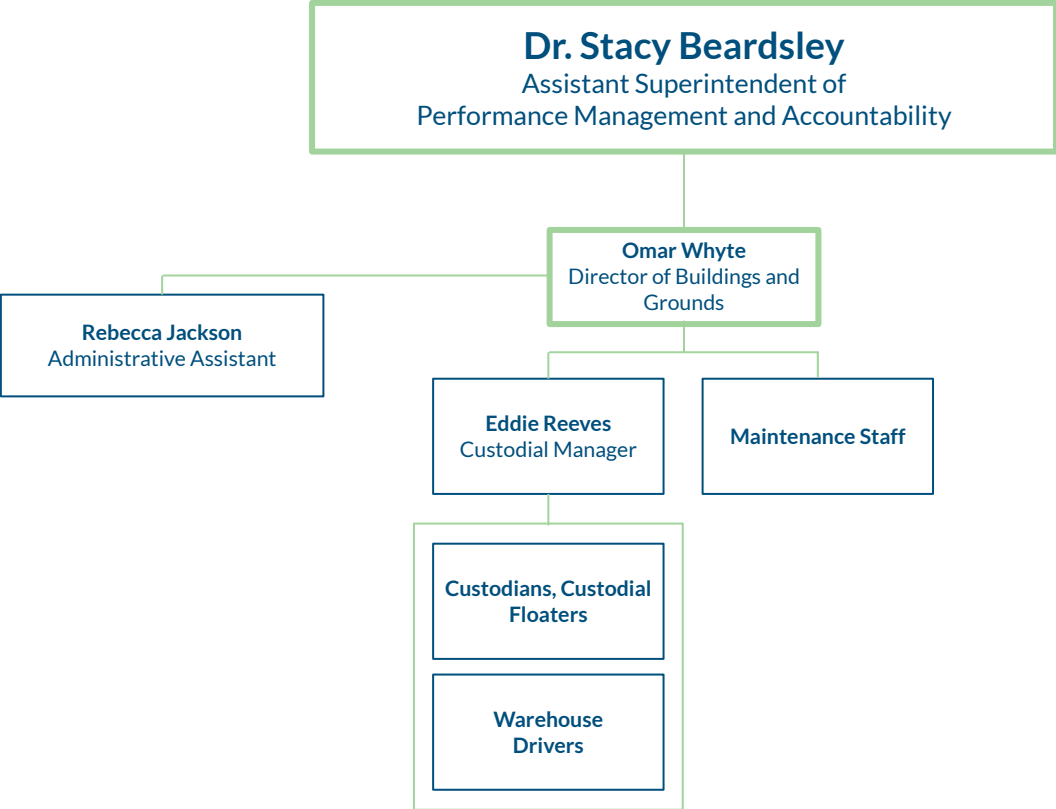 Dr. Stacy Beardsley
Assistant Superintendent of
Performance Management and Accountability
Omar Whyte
Director of Buildings and
Grounds
Rebecca Jackson
Administrative Assistant
Eddie Reeves
Custodial Manager
Maintenance Staff
Custodians, Custodial
Floaters
Warehouse
Drivers